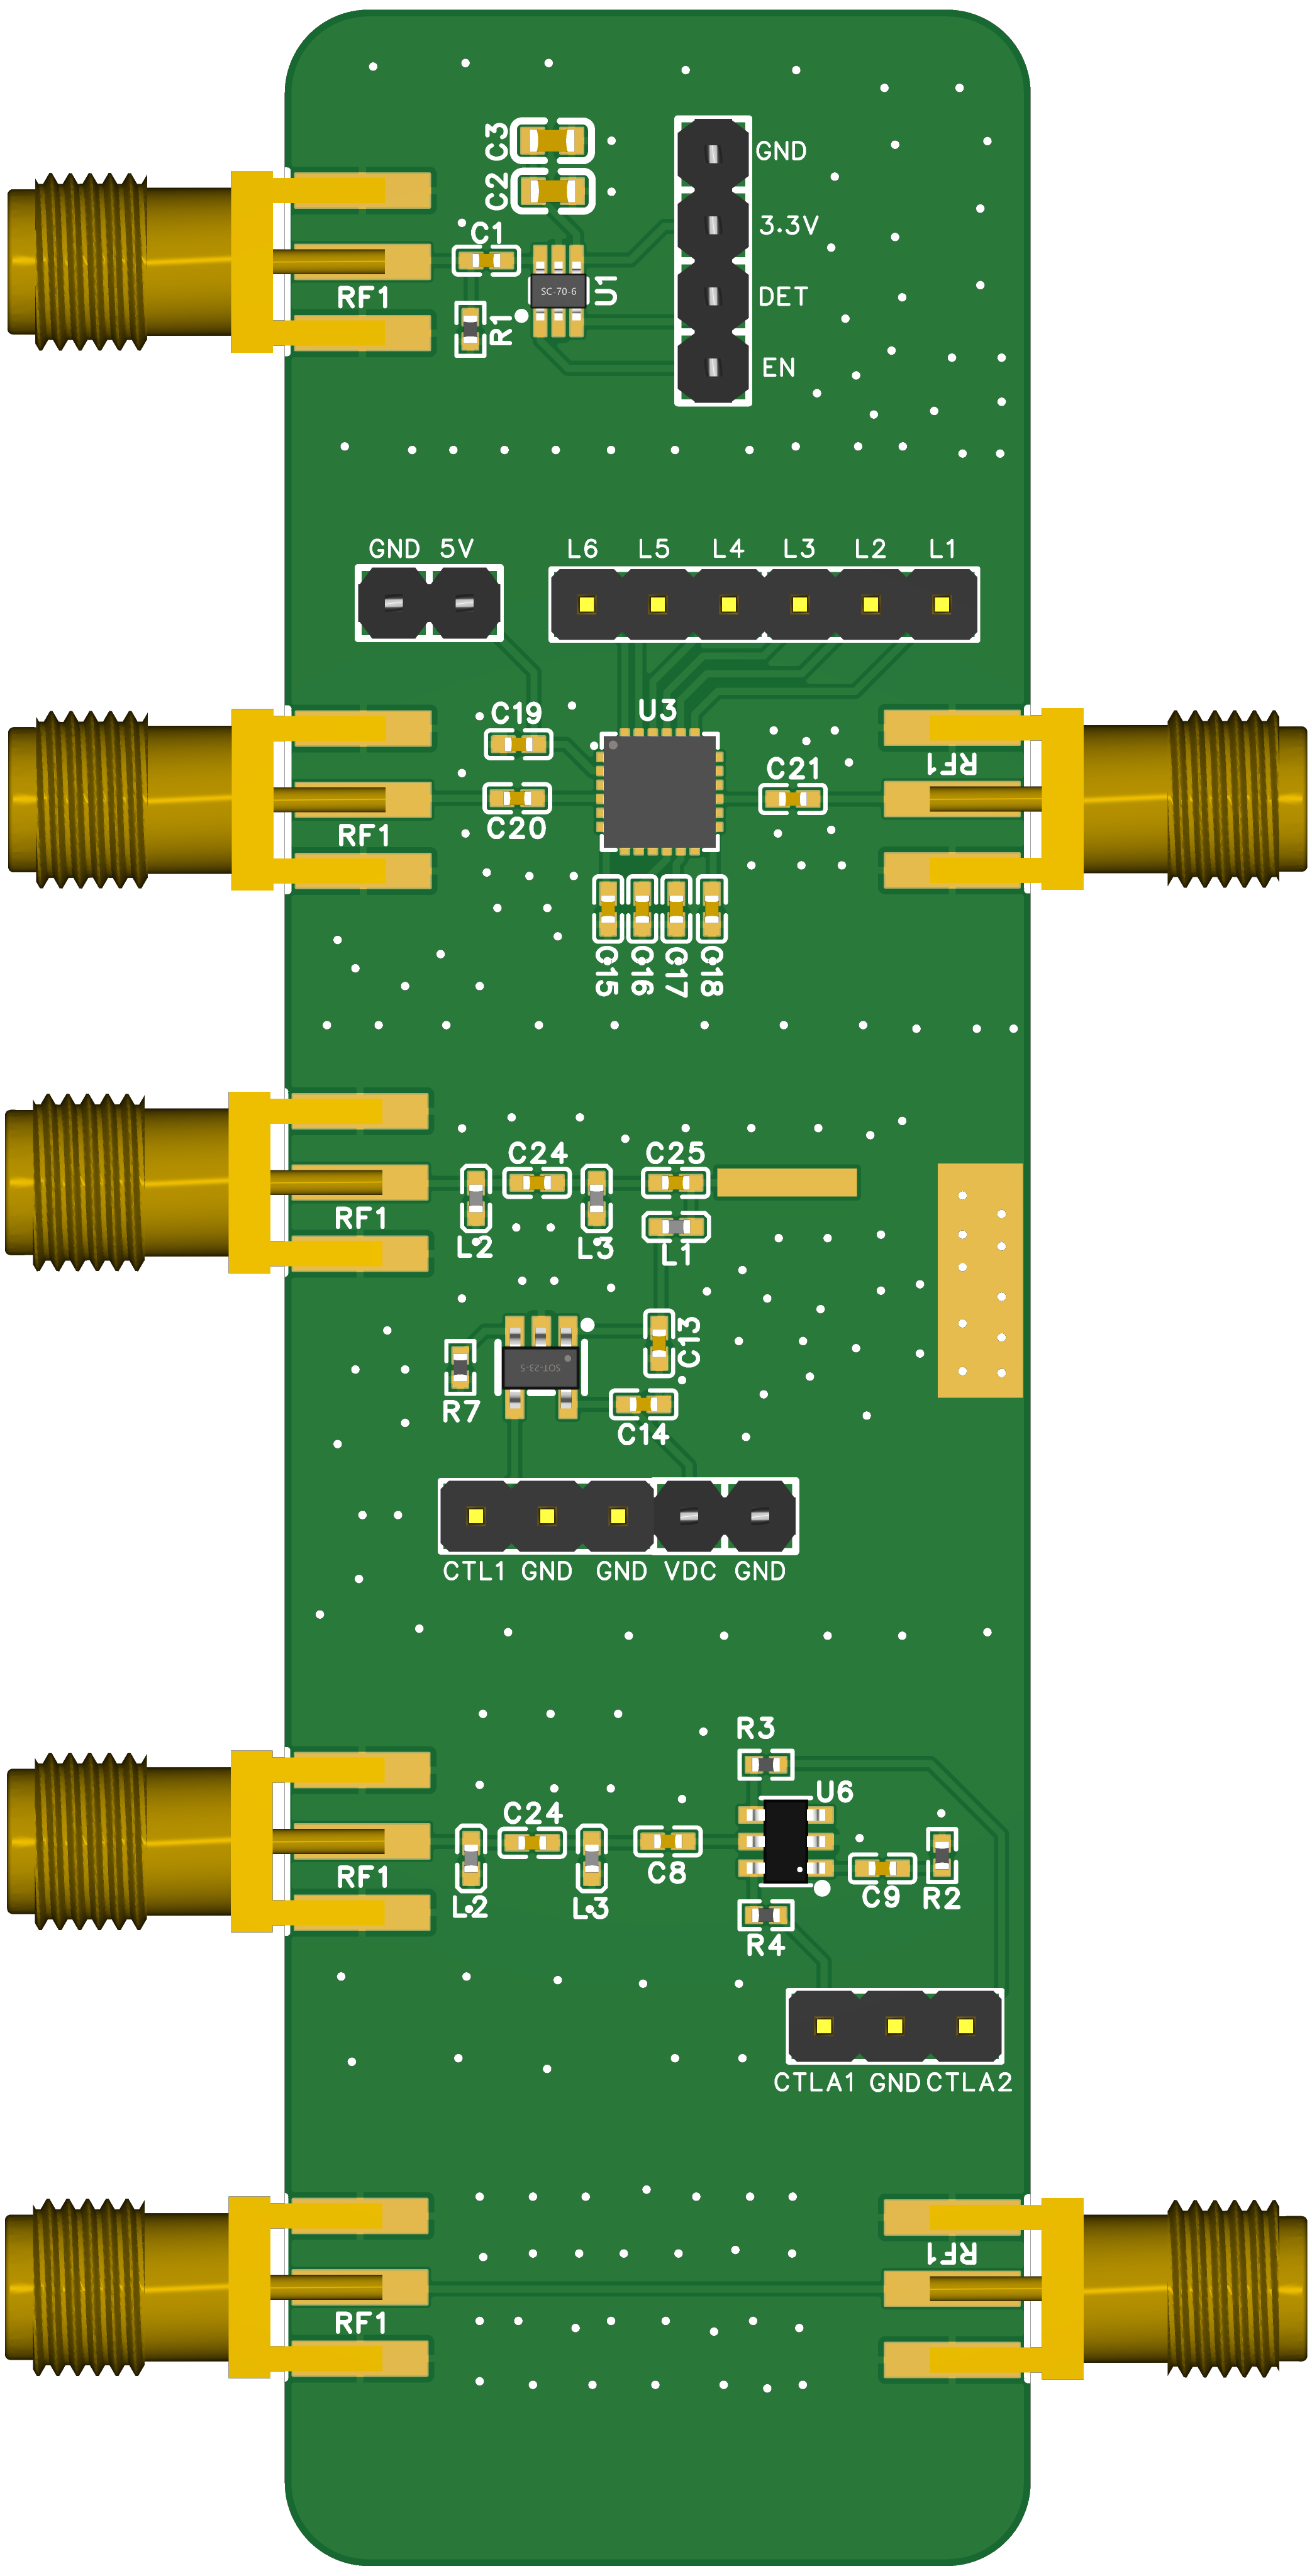 C3
GND
C2
3.3V
C1
RF1
SC-70-6
U1
DET
R1
EN
GND 5V
L6 L5 L4 L3 L2 L1
C19
U3
C21
RF1
RF1
C20
C15 C16 C17 C18
C24
C25
RF1
L2
L3
L1
C13
SOT-23-5
R7
C14
CTL1 GND GND VDC GND
R3
U6
C24
RF1
C8
C9
R2
L2
L3
R4
CTLA1 GND CTLA2
RF1
RF1